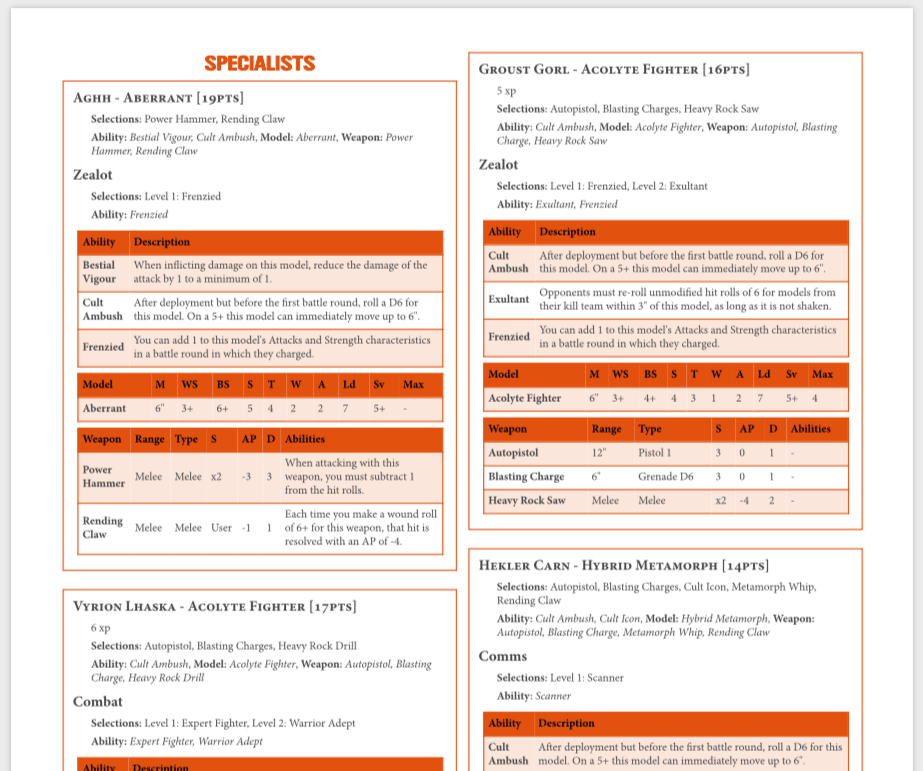 SPECIALISTS
Aghh - Aberrant [19pts]
Selections: Power Hammer, Rending Claw
Ability: Bestial Vigour, Cult Ambush, Model: Aberrant, Weapon: Power
Hammer, Rending Claw
Zealot
Selections: Level 1: Frenzied
Ability: Frenzied
Ability Description
Bestial Vigour When inflicting damage on this model, reduce the damage of the
attack by 1 to a minimum of 1.
Cult Ambush After deployment but before the first battle round, roll a D6 for
this model. On a 5+ this model can immediately move up to 6".
Frenzied You can add 1 to this model's Attacks and Strength characteristics
in a battle round in which they charged.
Model M WS BS S T W A Ld Sv Max
Aberrant 6" 3+ 6+ 5 4 2 2 7 5+ -
Weapon Range Type S AP D Abilities
Power Hammer Melee Melee x2 -3 3 When attacking with this
weapon, you must subtract 1
from the hit rolls.
Rending Claw Melee Melee User -1 1 Each time you make a wound roll
of 6+ for this weapon, that hit is
resolved with an AP of -4.
Vyrion Lhaska - Acolyte Fighter [17pts]
6 xp
Selections: Autopistol, Blasting Charges, Heavy Rock Drill
Ability: Cult Ambush, Model: Acolyte Fighter, Weapon: Autopistol, Blasting
Charge, Heavy Rock Drill
Combat
Selections: Level 1: Expert Fighter, Level 2: Warrior Adept
Ability: Expert Fighter, Warrior Adept
Ability Description
Groust Gorl - Acolyte Fighter [16pts]
5 xp
Selections: Autopistol, Blasting Charges, Heavy Rock Saw
Ability: Cult Ambush, Model: Acolyte Fighter, Weapon: Autopistol, Blasting
Charge, Heavy Rock Saw
Zealot
Selections: Level 1: Frenzied, Level 2: Exultant
Ability: Exultant, Frenzied
Ability Description
Cult Ambush After deployment but before the first battle round, roll a D6 for
this model. On a 5+ this model can immediately move up to 6".
Exultant Opponents must re-roll unmodified hit rolls of 6 for models from
their kill team within 3" of this model, as long as it is not shaken.
Frenzied You can add 1 to this model's Attacks and Strength characteristics
in a battle round in which they charged.
Model M WS BS S T W A Ld Sv Max
Acolyte Fighter 6" 3+ 4+ 4 3 1 2 7 5+ 4
Weapon Range Type S AP D Abilities
Autopistol 12" Pistol 1 3 0 1 -
Blasting Charge 6" Grenade D6 3 0 1 -
Heavy Rock Saw Melee Melee x2 -4 2 -
Hekler Carn - Hybrid Metamorph [14pts]
Selections: Autopistol, Blasting Charges, Cult Icon, Metamorph Whip,
Rending Claw
Ability: Cult Ambush, Cult Icon, Model: Hybrid Metamorph, Weapon:
Autopistol, Blasting Charge, Metamorph Whip, Rending Claw
Comms
Selections: Level 1: Scanner
Ability: Scanner
Ability Description
Cult Ambush After deployment but before the first battle round, roll a D6 for this
model. On a 5+ this model can immediately move up to 6".